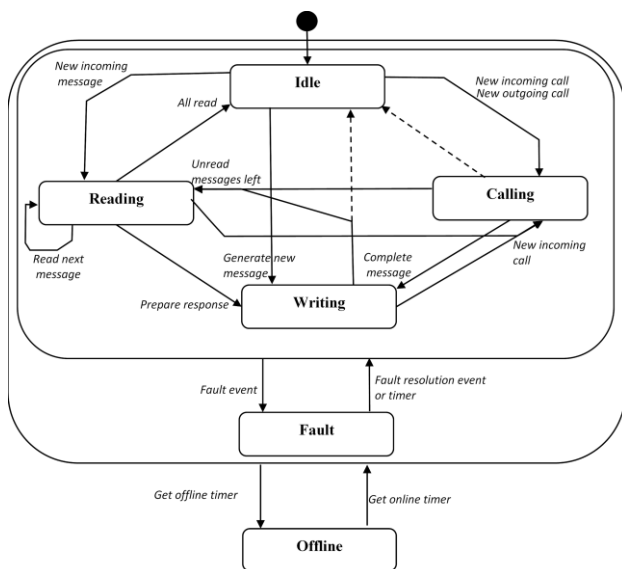 New incoming
message
Idle
New incoming call
New outgoing call
All read
Unread
messages left
Reading
Calling
Read next
message
Generate new
message
Complete
message
New incoming
call
Prepare response
Writing
Fault event
Fault resolution event
or timer
Fault
Get offline timer
Get online timer
Offline